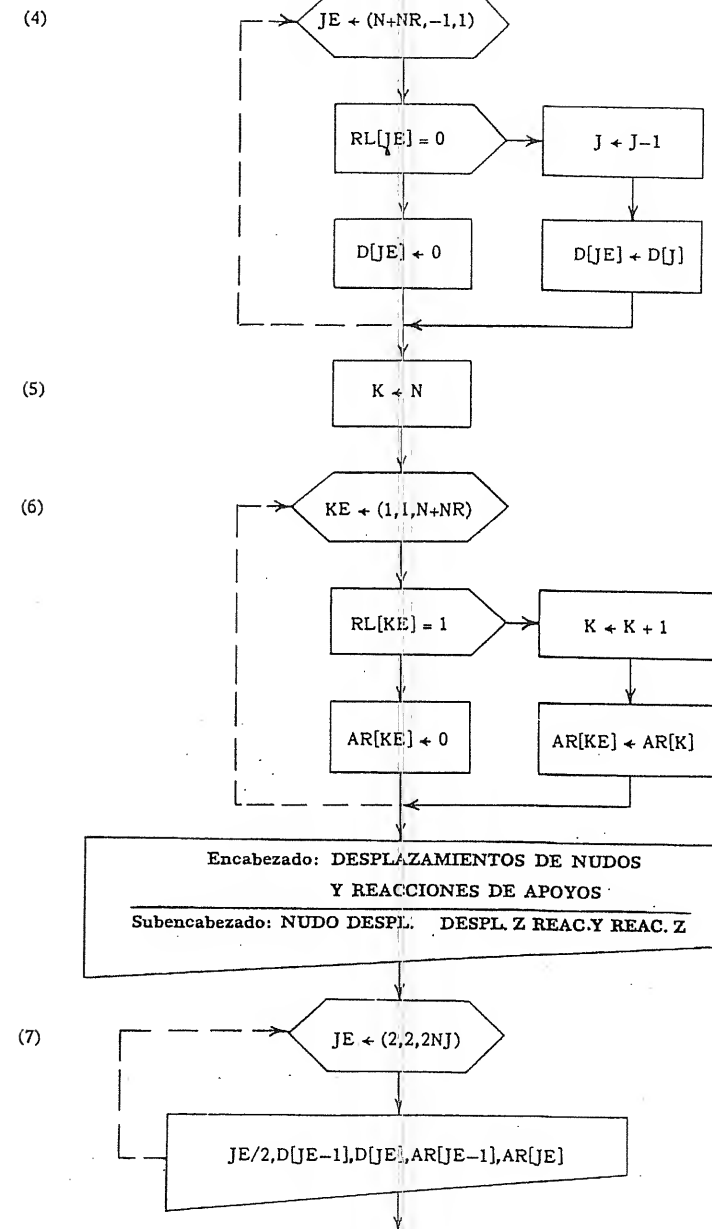 (4)
JE ← (N+NR,-1,1)
RL[JE] = 0
J ← J-1
D[JE] ← 0
D[JE] ← D[J]
(5)
K ← N
(6)
KE ← (1,1,N+NR)
RL[KE] = 1
K ← K + 1
AR[KE] ← 0
AR[KE] ← AR[K]
Encabezado: DESPLAZAMIENTOS DE NUDOS
Y REACCIONES DE APOYOS
Subencabezado: NUDO DESPL. DESPL. Z REAC.Y REAC. Z
(7)
JE ← (2,2,2NJ)
JE/2,D[JE-1],D[JE],AR[JE-1],AR[JE]